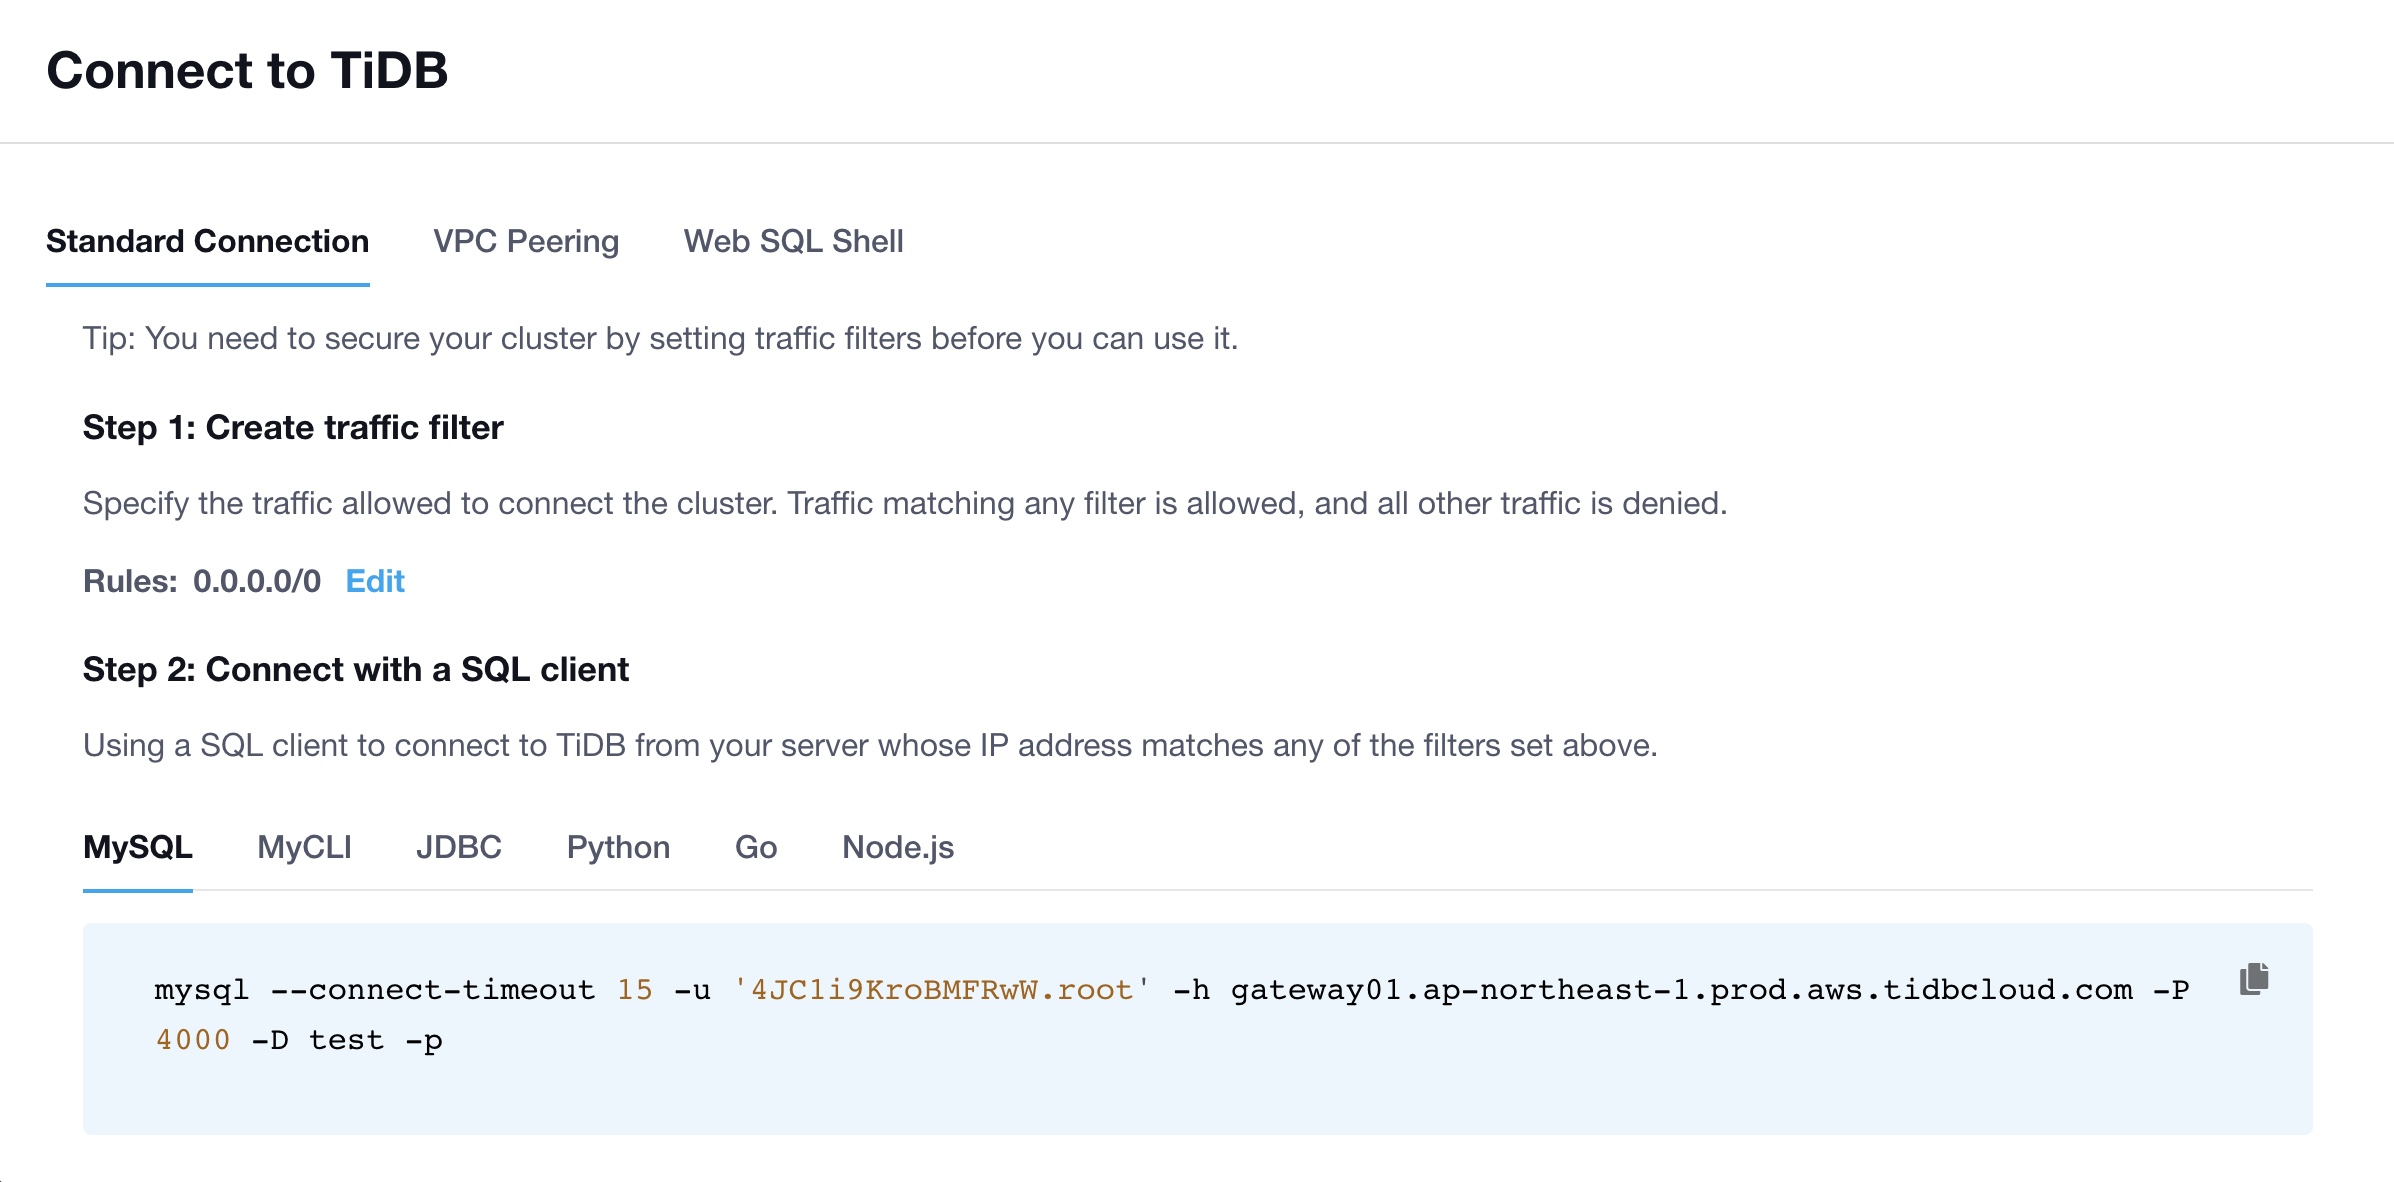 Connect to TiDB
Standard Connection VPC Peering Web SQL Shell
Tip: You need to secure your cluster by setting traffic filters before you can use it.
Step 1: Create traffic filter
Specify the traffic allowed to connect the cluster. Traffic matching any filter is allowed, and all other traffic is denied.
Rules: 0.0.0.0/0 Edit
Step 2: Connect with a SQL client
Using a SQL client to connect to TiDB from your server whose IP address matches any of the filters set above.
MySQL MyCLI JDBC Python Go Node.js
mysql --connect-timeout 15 -u '4JC1i9KroBMFRwW.root' -h gateway01.ap-northeast-1.prod.aws.tidbcloud.com -P
4000 -D test -p